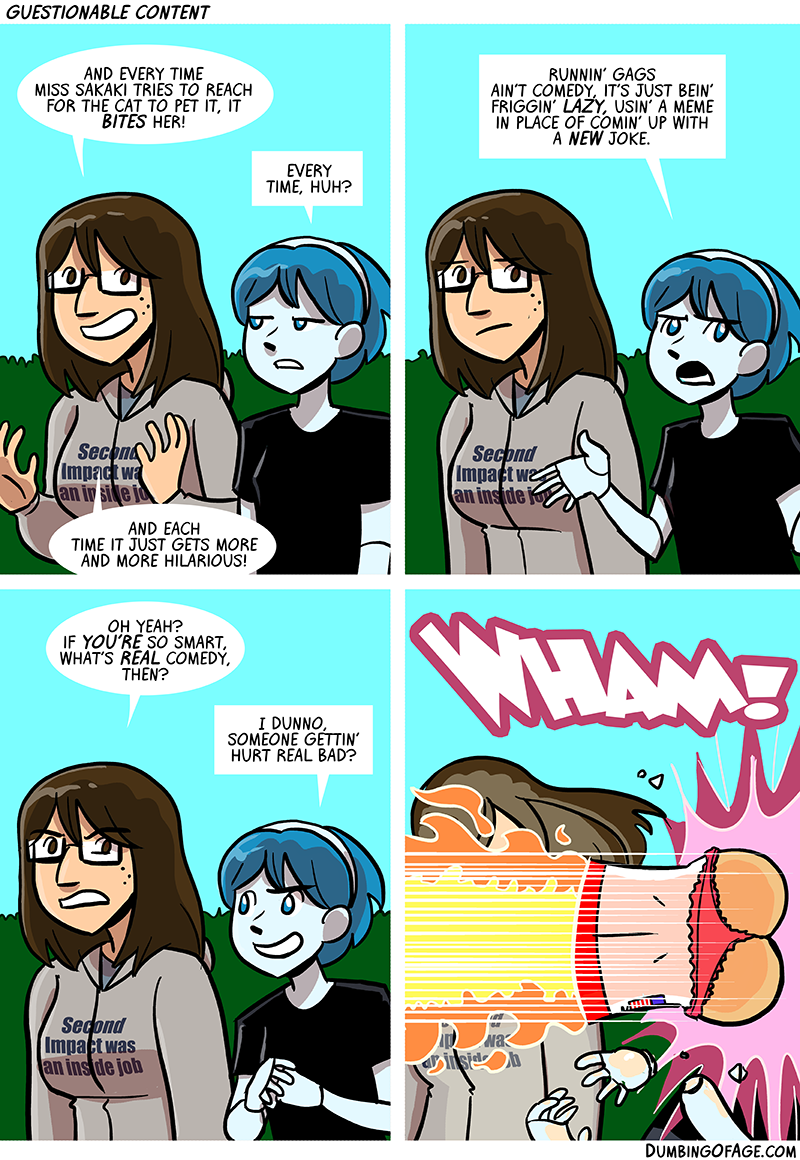 GUESTIONABLE CONTENT
AND EVERY TIME
MISS SAKAKI TRIES TO REACH
FOR THE CAT TO PET IT, IT
BITES HER!
EVERY
TIME, HUH?
Second
Impact wa
an inside jo
AND EACH
TIME IT JUST GETS MORE
AND MORE HILARIOUS!
RUNNIN' GAGS
AIN'T COMEDY, IT'S JUST BEIN'
FRIGGIN' LAZY, USIN' A MEME
IN PLACE OF COMIN' UP WITH
A NEW JOKE.
Second
Impact was
an inside jo
OH YEAH?
IF YOU'RE SO SMART,
WHAT'S REAL COMEDY,
THEN?
I DUNNO,
SOMEONE GETTIN'
HURT REAL BAD?
Second
Impact was
an inside job
WHAM!
DUMBINGOFAGE.COM